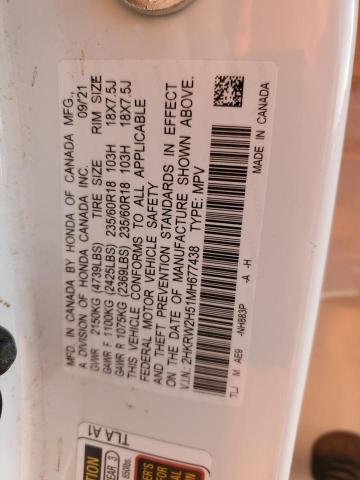 MFD. IN CANADA BY HONDA OF CANADA MFG.,
A DIVISION OF HONDA CANADA INC. 09/21
GVWR 2150KG (4739LBS) TIRE SIZE RIM SIZE
GAWR F 1100KG (2425LBS) 235/60R18 103H 18X7.5J
GAWR R 1075KG (2369LBS) 235/60R18 103H 18X7.5J
THIS VEHICLE CONFORMS TO ALL APPLICABLE
FEDERAL MOTOR VEHICLE SAFETY
AND THEFT PREVENTION STANDARDS IN EFFECT
ON THE DATE OF MANUFACTURE SHOWN ABOVE.
V.I.N.: 2HKRW2H51MH677438 TYPE: MPV
-NH883P -A -H MADE IN CANADA
TLJ M AE9
TLA A1